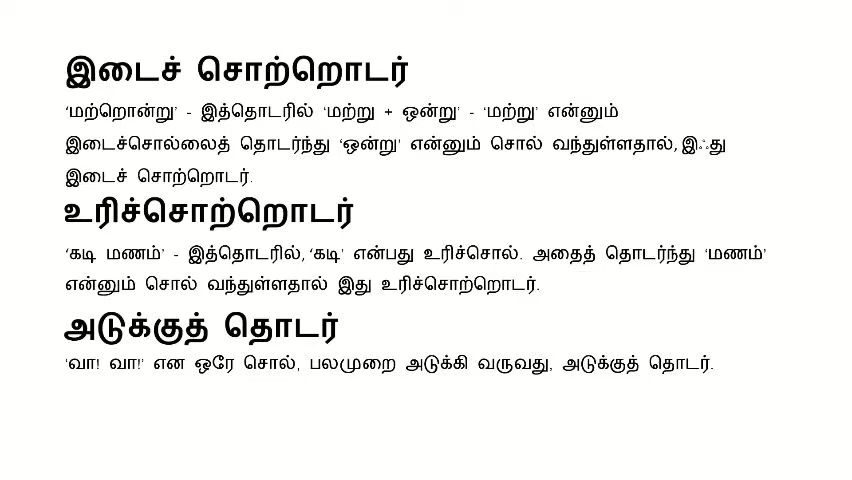 இடைச் சொற்றொடர்
‘மற்றொன்று’ - இத்தொடரில் ‘மற்று + ஒன்று’ - ‘மற்று’ என்னும்
இடைச்சொல்லைத் தொடர்ந்து ‘ஒன்று’ என்னும் சொல் வந்துள்ளதால், இஃது
இடைச் சொற்றொடர்.
உரிச்சொற்றொடர்
‘கடி மணம்’ - இத்தொடரில், ‘கடி’ என்பது உரிச்சொல். அதைத் தொடர்ந்து ‘மணம்’
என்னும் சொல் வந்துள்ளதால் இது உரிச்சொற்றொடர்.
அடுக்குத் தொடர்
‘வா! வா!’ என ஒரே சொல், பலமுறை அடுக்கி வருவது, அடுக்குத் தொடர்.